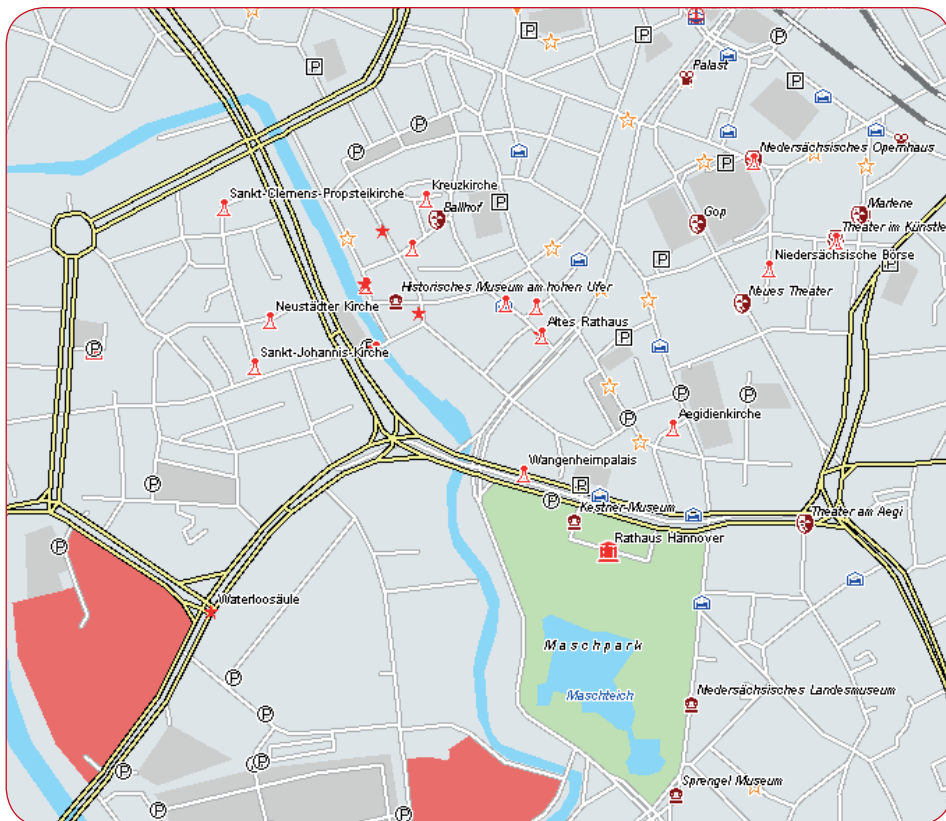 P
P
P
Palast
P
P
P
Niedersächsisches Opernhaus
P
Kreuzkirche
Sankt-Clemens-Propsteikirche
P
Ballhof
Gop
Marlene
Theater im Künstle
Niedersächsische Börse
P
P
Historisches Museum am hohen Ufer
Neues Theater
Neustädter Kirche
Altes Rathaus
P
P
P
Sankt-Johannis-Kirche
P
P
Aegidienkirche
P
Wangenheimpalais
P
P
P
Kestner-Museum
Theater am Aegi
Rathaus Hannover
P
Waterloosäule
Maschpark
P
Maschteich
Niedersächsisches Landesmuseum
P
P
P
P
Sprengel Museum
P
P